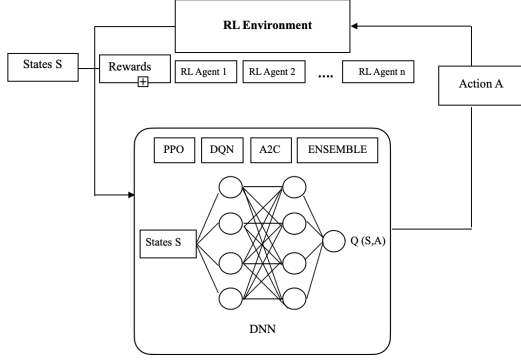 RL Environment
States S
Rewards
RL Agent 1
RL Agent 2
....
RL Agent n
Action A
PPO
DQN
A2C
ENSEMBLE
States S
Q (S,A)
DNN